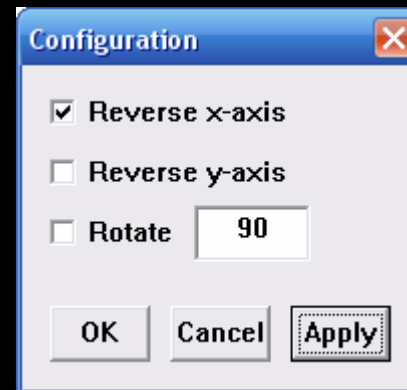 Configuration
Reverse x-axis
Reverse y-axis
Rotate 90
OK Cancel Apply